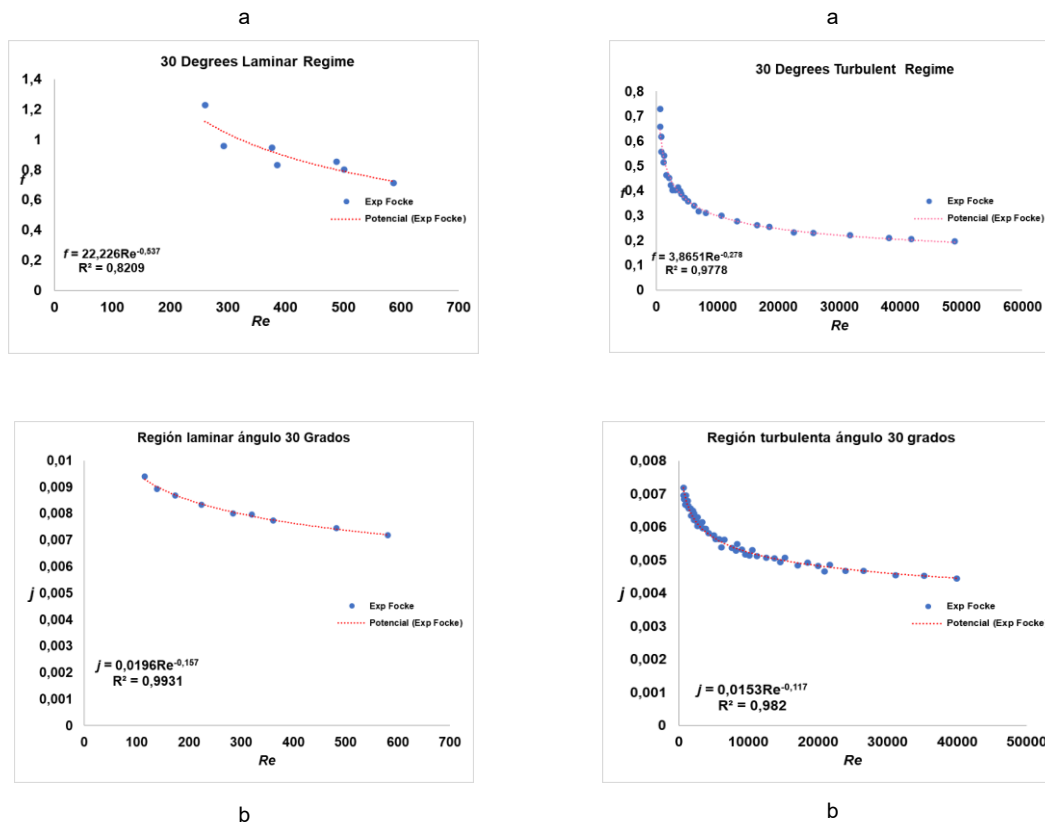 a
30 Degrees Laminar Regime
1,4
1,2
1
0,8
f
0,6
0,4
0,2
0
Exp Focke
Potencial (Exp Focke)
f = 22,226Re-0,537
R² = 0,8209
0 100 200 300 400 500 600 700
Re
a
30 Degrees Turbulent Regime
0,8
0,7
0,6
0,5
f
0,4
0,3
0,2
0,1
0
Exp Focke
Potencial (Exp Focke)
f = 3,8651Re-0,278
R² = 0,9778
0 10000 20000 30000 40000 50000 60000
Re
Región laminar ángulo 30 Grados
0,01
0,009
0,008
0,007
0,006
j 0,005
0,004
0,003
0,002
0,001
0
Exp Focke
Potencial (Exp Focke)
j = 0,0196Re-0,157
R² = 0,9931
0 100 200 300 400 500 600 700
Re
b
Región turbulenta ángulo 30 grados
0,008
0,007
0,006
0,005
j 0,004
0,003
0,002
0,001
0
Exp Focke
Potencial (Exp Focke)
j = 0,0153Re-0,117
R² = 0,982
0 10000 20000 30000 40000 50000
Re
b